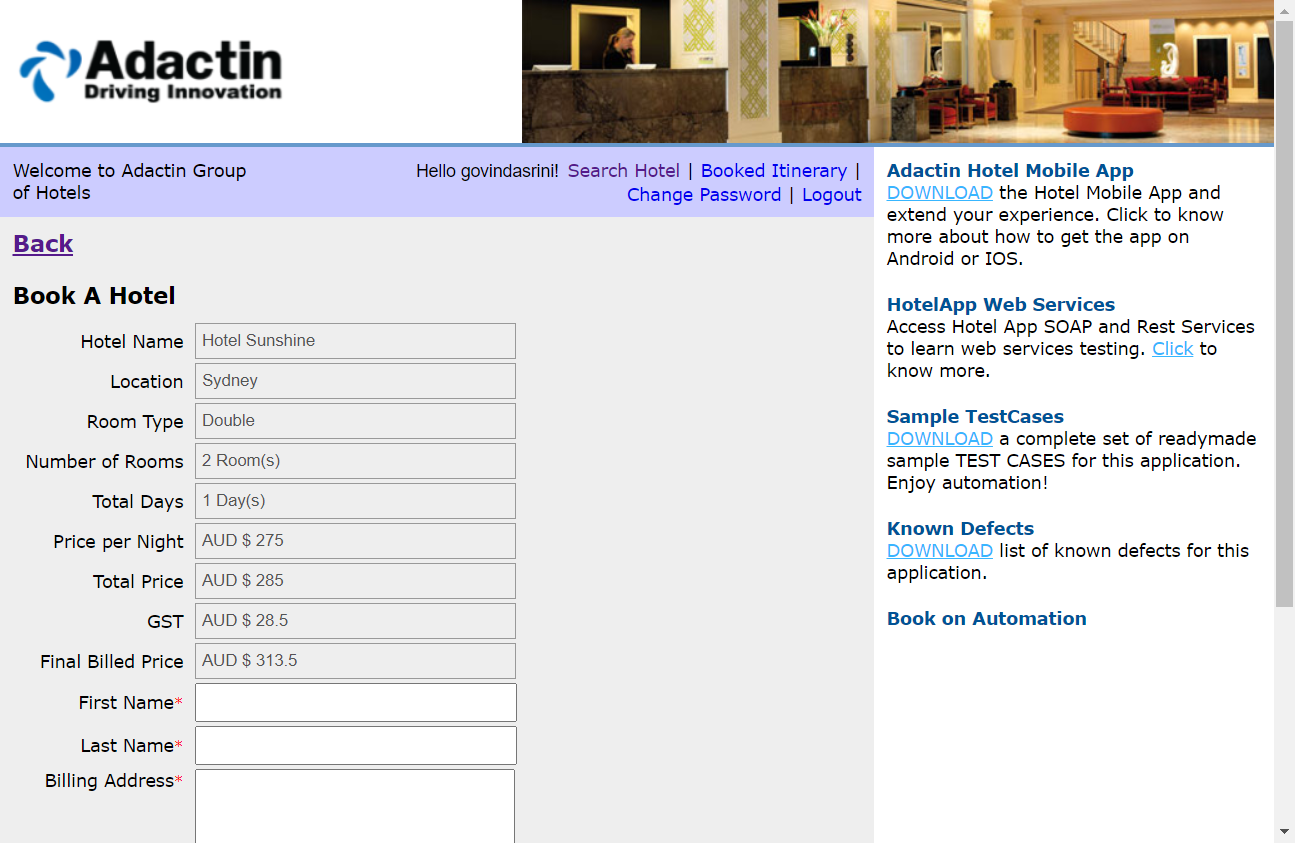 Adactin
Driving Innovation
Welcome to Adactin Group
of Hotels
Hello govindasrini! Search Hotel | Booked Itinerary |
Change Password | Logout
Back
Book A Hotel
Hotel Name Hotel Sunshine
Location Sydney
Room Type Double
Number of Rooms 2 Room(s)
Total Days 1 Day(s)
Price per Night AUD $ 275
Total Price AUD $ 285
GST AUD $ 28.5
Final Billed Price AUD $ 313.5
First Name*
Last Name*
Billing Address*
Adactin Hotel Mobile App
DOWNLOAD the Hotel Mobile App and
extend your experience. Click to know
more about how to get the app on
Android or IOS.
HotelApp Web Services
Access Hotel App SOAP and Rest Services
to learn web services testing. Click to
know more.
Sample TestCases
DOWNLOAD a complete set of readymade
sample TEST CASES for this application.
Enjoy automation!
Known Defects
DOWNLOAD list of known defects for this
application.
Book on Automation